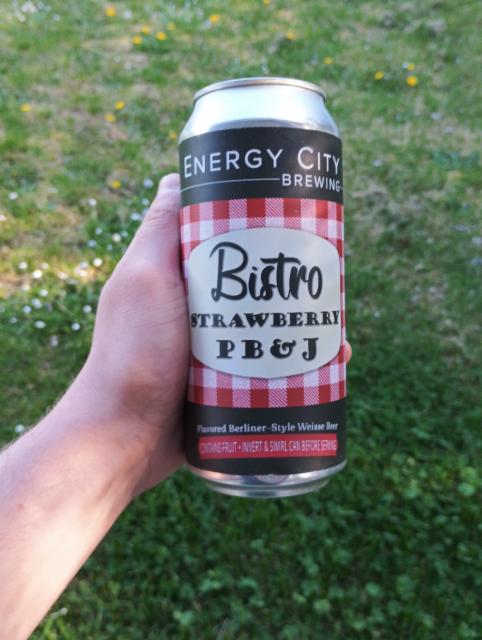 ENERGY CITY
BREWING
Bistro
STRAWBERRY
PB&J
Flavored Berliner-Style Weisse Beer
CONTAINS FRUIT • INVERT & SWIRL CAN BEFORE SERVING